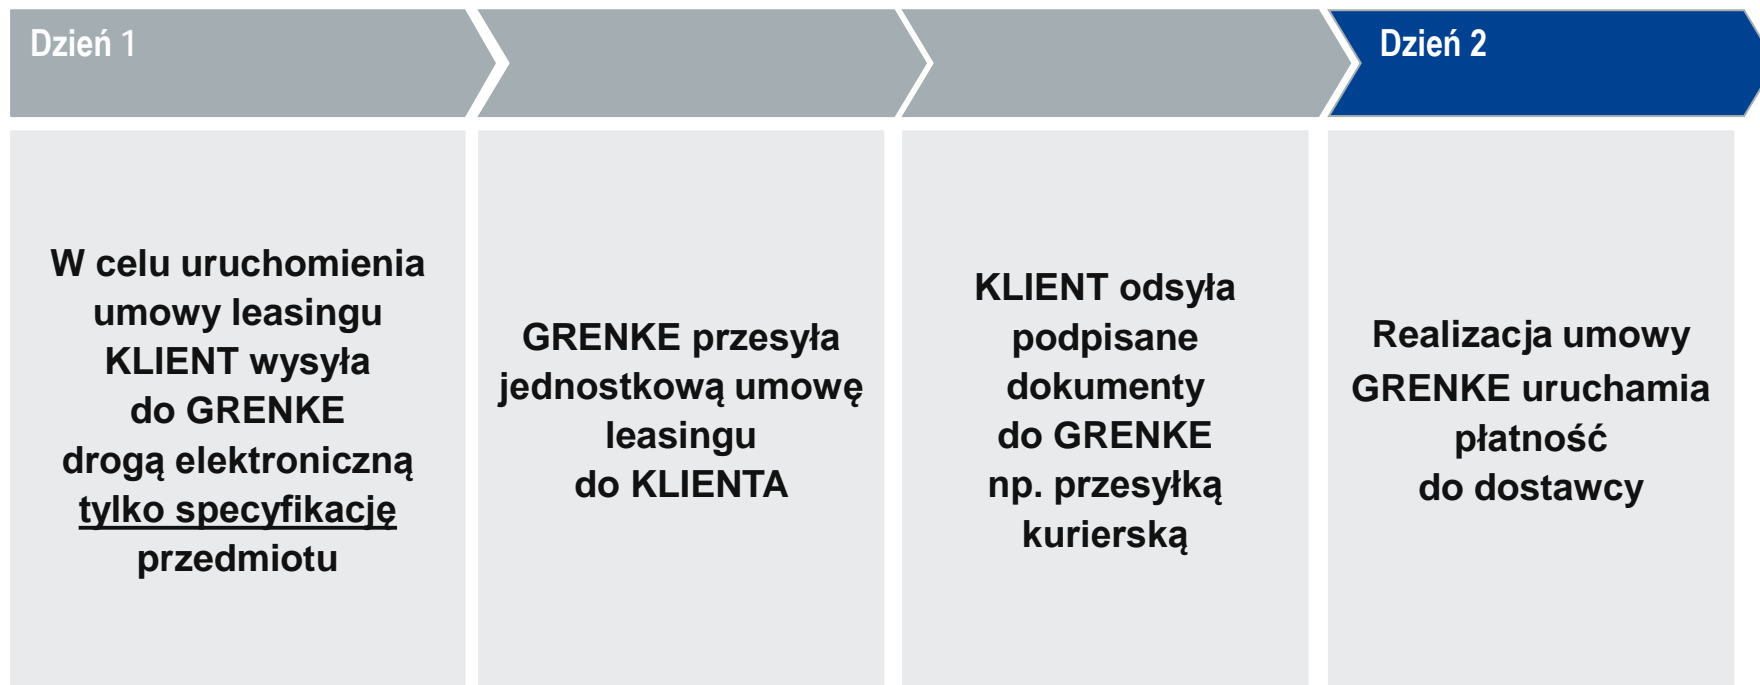 Dzień 1
Dzień 2
W celu uruchomienia
umowy leasingu
KLIENT wysyła
do GRENKE
drogą elektroniczną
tylko specyfikację
przedmiotu
GRENKE przesyła
jednostkową umowę
leasingu
do KLIENTA
KLIENT odsyła
podpisane
dokumenty
do GRENKE
np. przesyłką
kurierską
Realizacja umowy
GRENKE uruchamia
płatność
do dostawcy